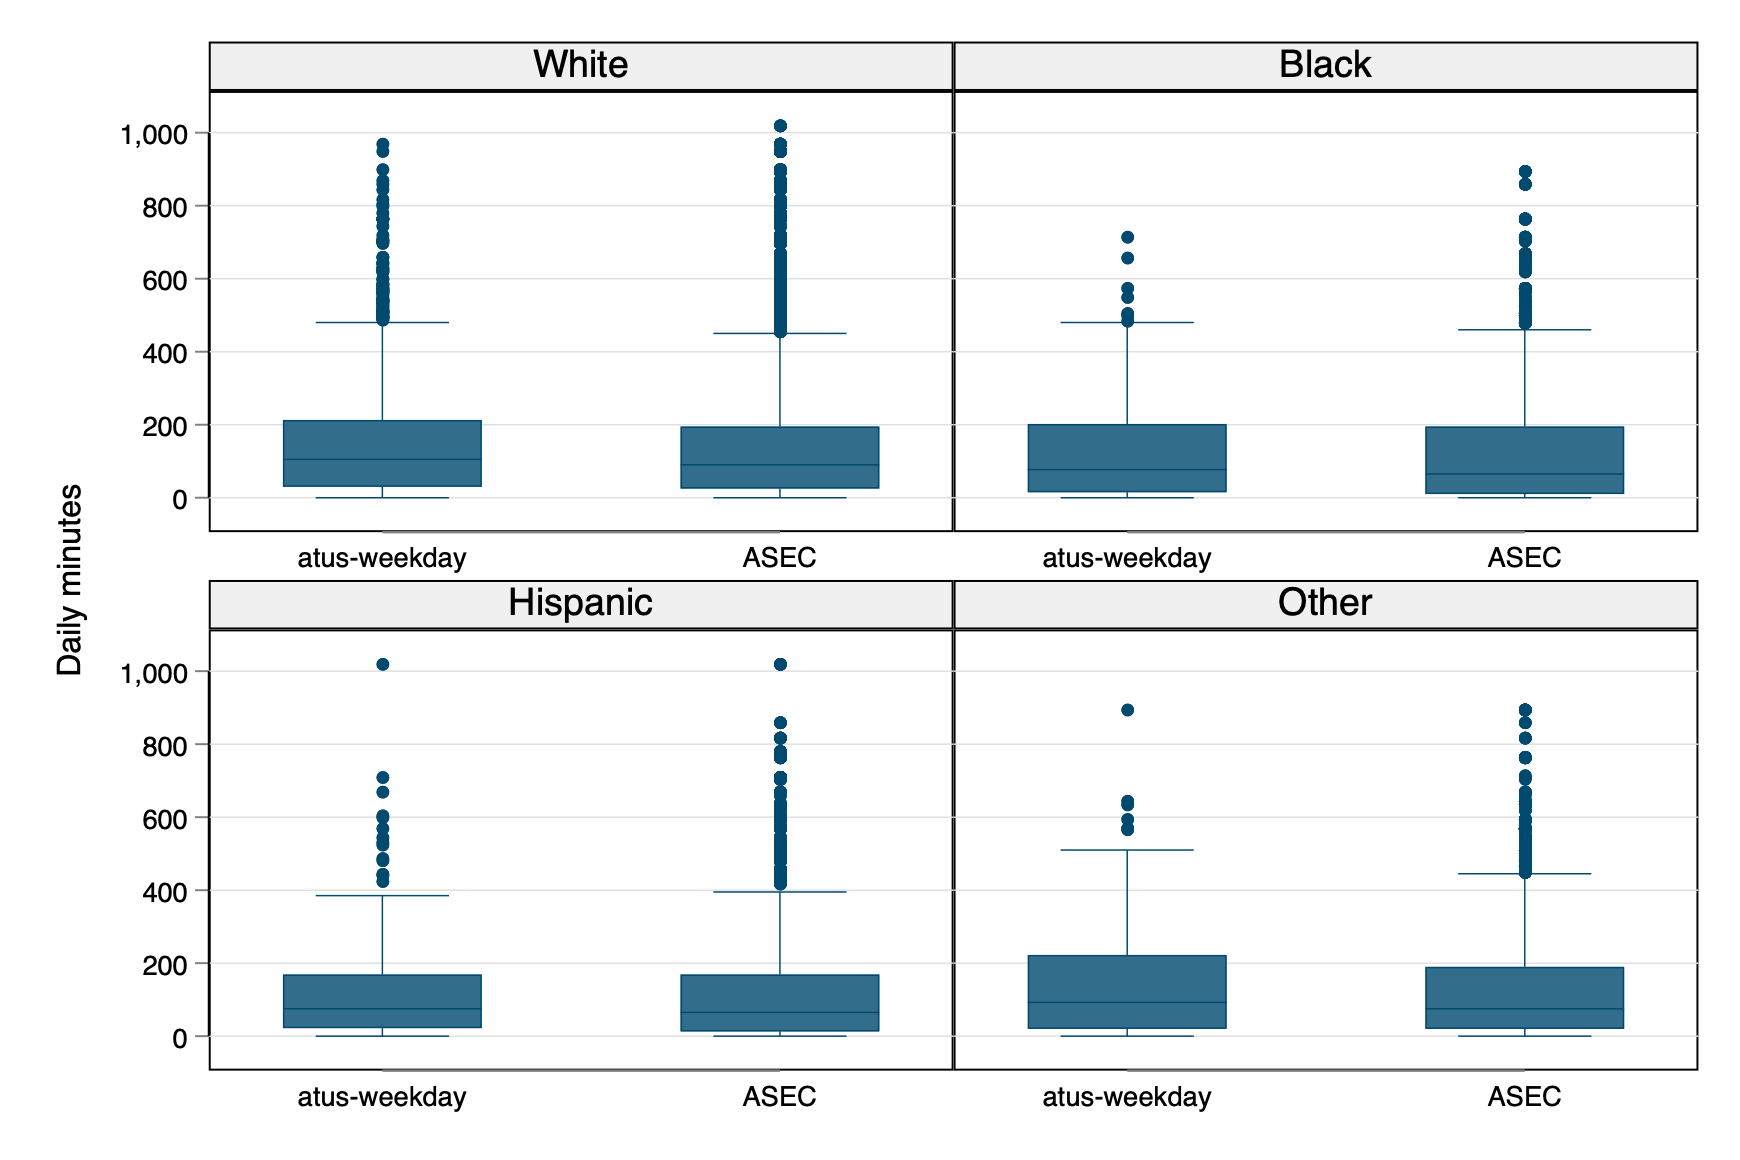 White
Black
1,000
800
600
400
200
0
atus-weekday
ASEC
atus-weekday
ASEC
Daily minutes
Hispanic
Other
1,000
800
600
400
200
0
atus-weekday
ASEC
atus-weekday
ASEC